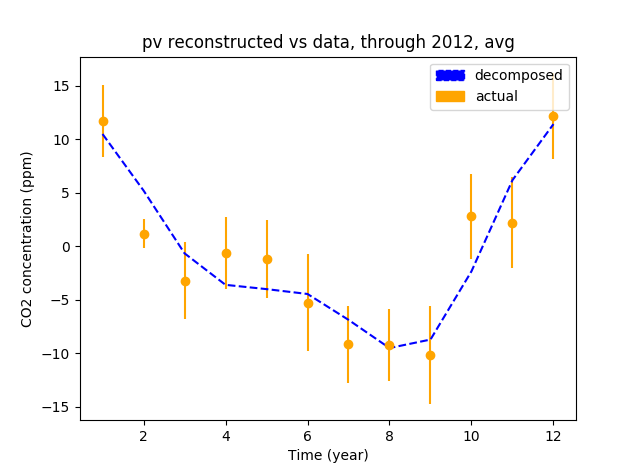 pv reconstructed vs data, through 2012, avg
decomposed
actual
CO2 concentration (ppm)
15
10
5
0
−5
−10
−15
2
4
6
8
10
12
Time (year)